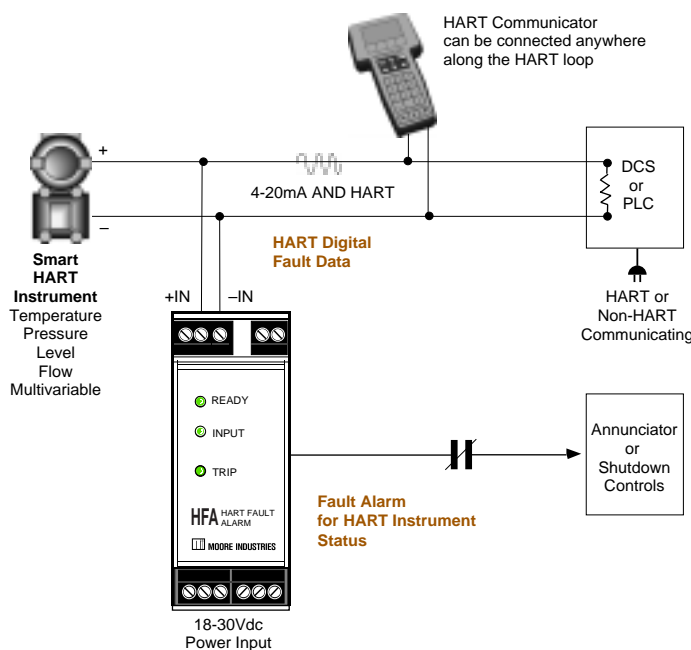 HART Communicator
can be connected anywhere
along the HART loop
+
4-20mA AND HART
–
DCS
or
PLC
HART Digital
Fault Data
Smart
HART
Instrument
Temperature
Pressure
Level
Flow
Multivariable
+IN
–IN
HART or
Non-HART
Communicating
READY
INPUT
TRIP
HFA HART FAULT
ALARM
MOORE INDUSTRIES
Fault Alarm
for HART Instrument
Status
Annunciator
or
Shutdown
Controls
18-30Vdc
Power Input